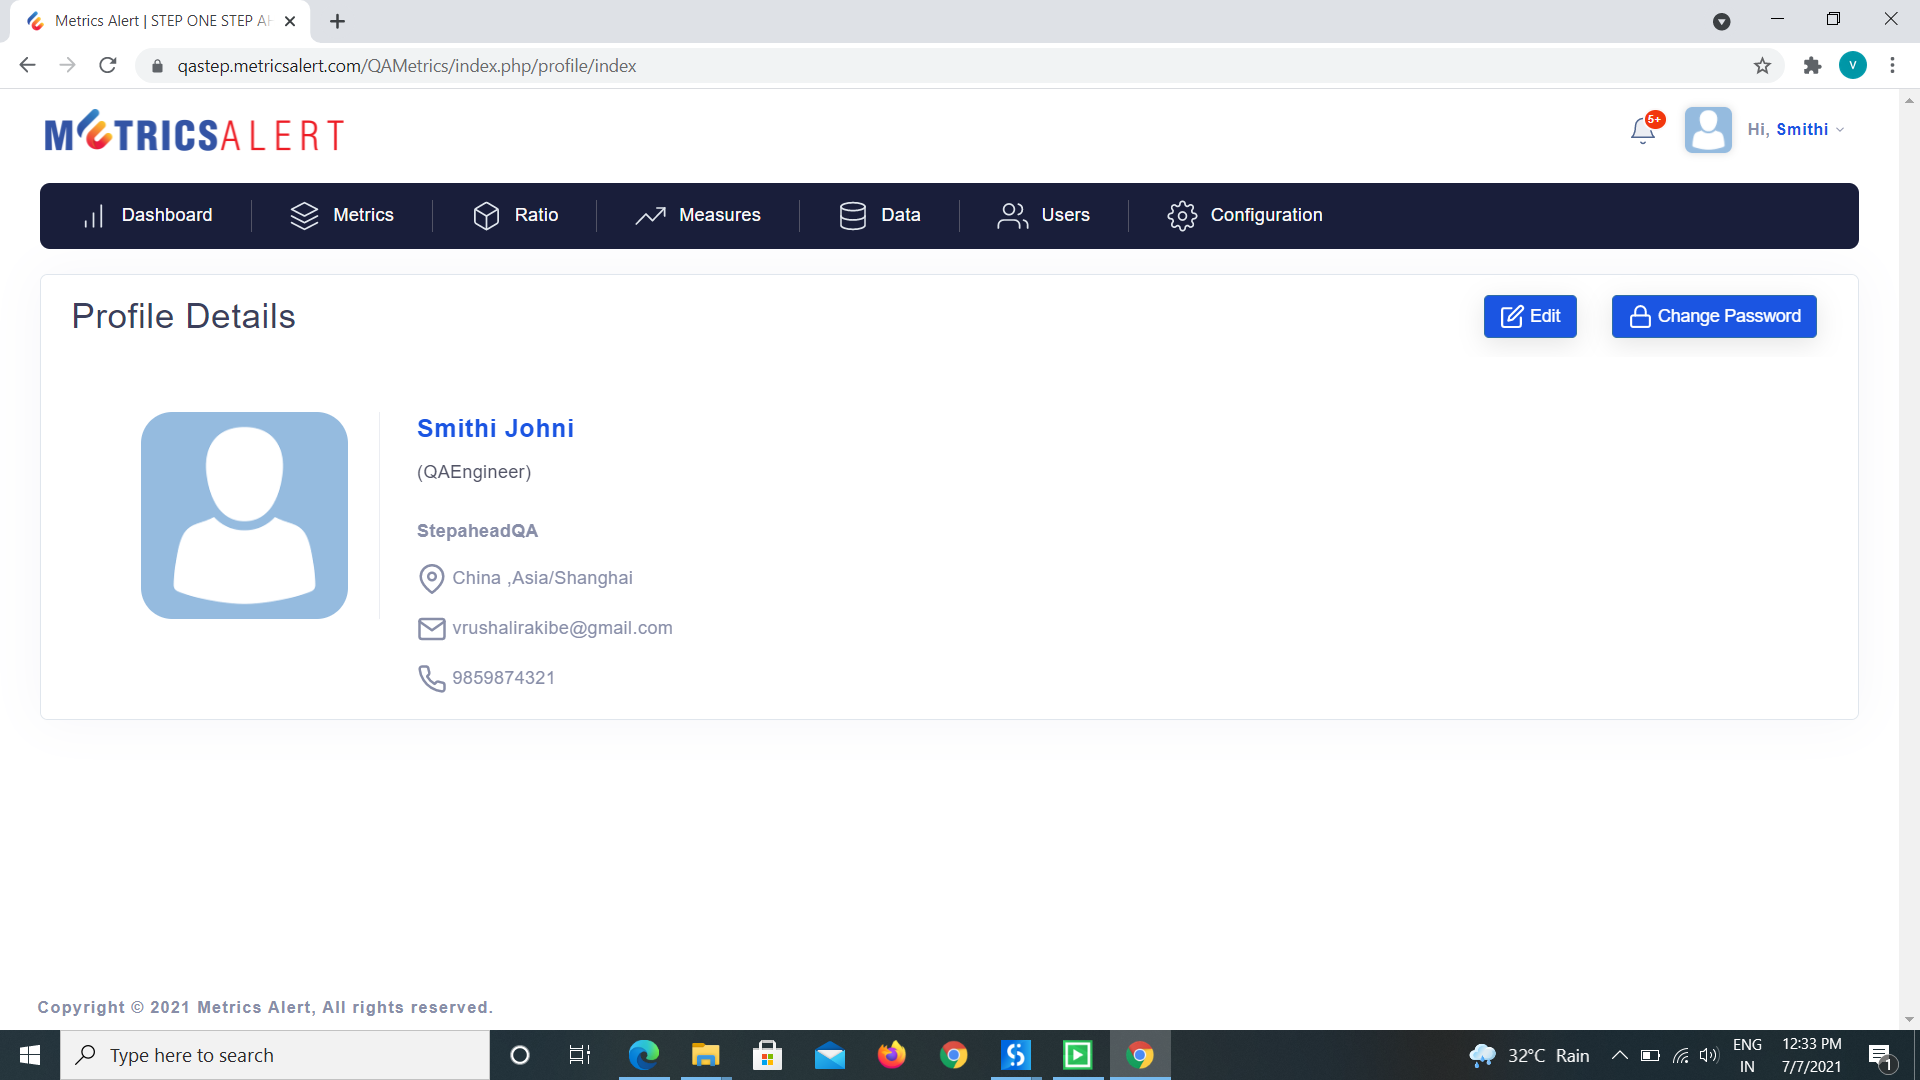 Metrics Alert | STEP ONE STEP AH
qastep.metricsalert.com/QAMetrics/index.php/profile/index
V
METRICSALERT
5+
Hi, Smithi
Dashboard
Metrics
Ratio
Measures
Data
Users
Configuration
Profile Details
Edit
Change Password
Smithi Johni
(QAEngineer)
StepaheadQA
China ,Asia/Shanghai
vrushalirakibe@gmail.com
9859874321
Copyright © 2021 Metrics Alert, All rights reserved.
Type here to search
32°C Rain
ENG
IN
12:33 PM
7/7/2021
1